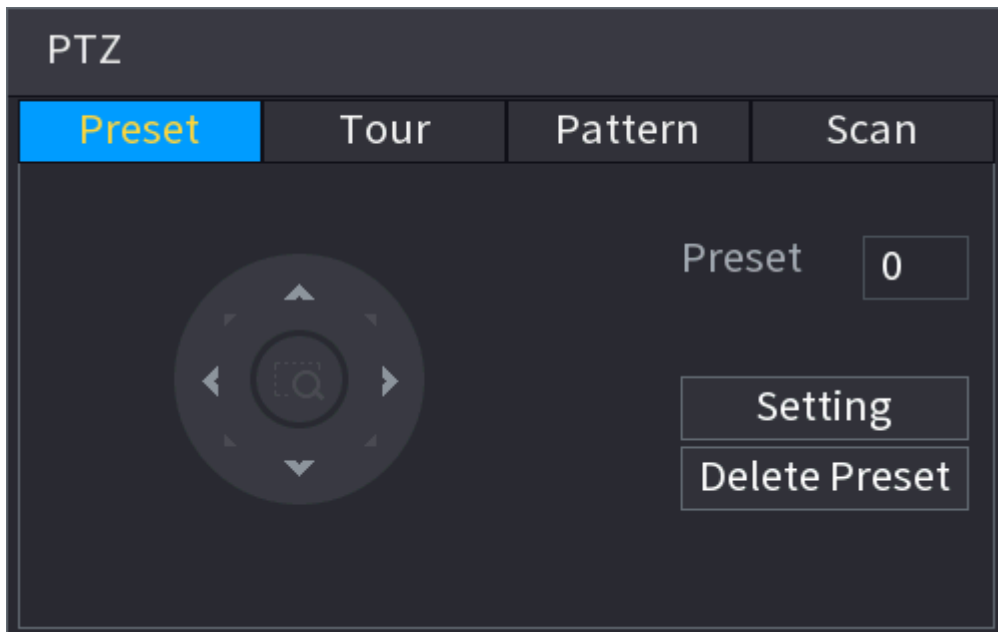 PTZ
Preset Tour Pattern Scan
Preset 0
Setting
Delete Preset